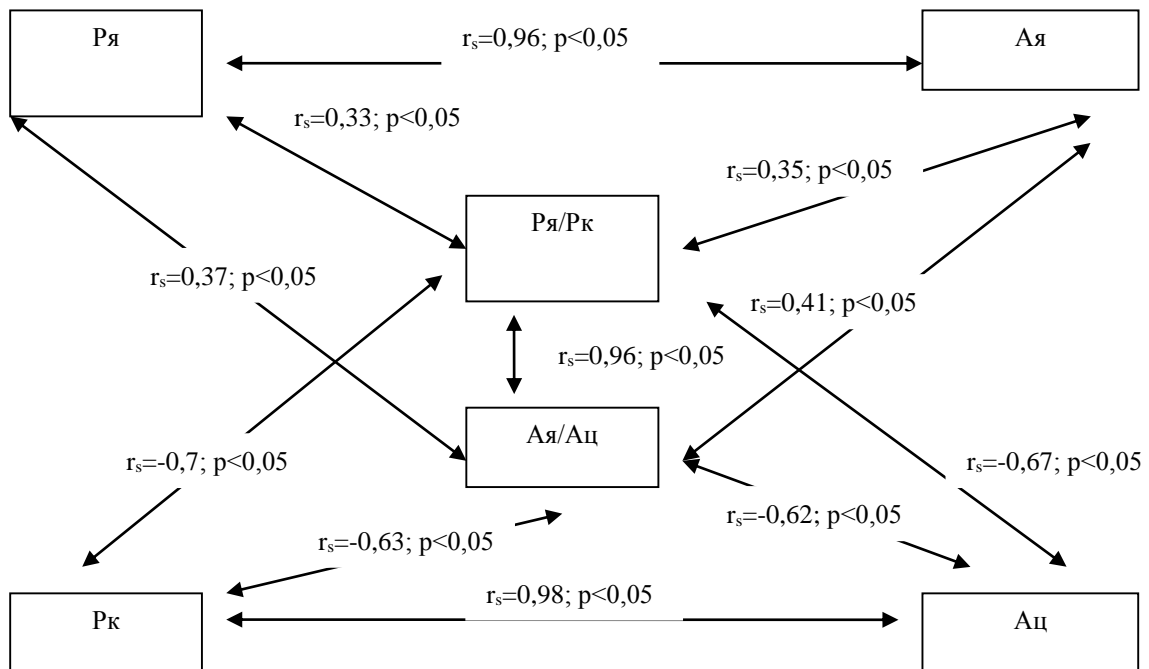 Ря
rₛ=0,96; p<0,05
Ая
rₛ=0,33; p<0,05
rₛ=0,35; p<0,05
Ря/Рк
rₛ=0,37; p<0,05
rₛ=0,41; p<0,05
rₛ=0,96; p<0,05
Ая/Ац
rₛ=-0,7; p<0,05
rₛ=-0,67; p<0,05
rₛ=-0,62; p<0,05
rₛ=-0,63; p<0,05
rₛ=0,98; p<0,05
Рк
Ац